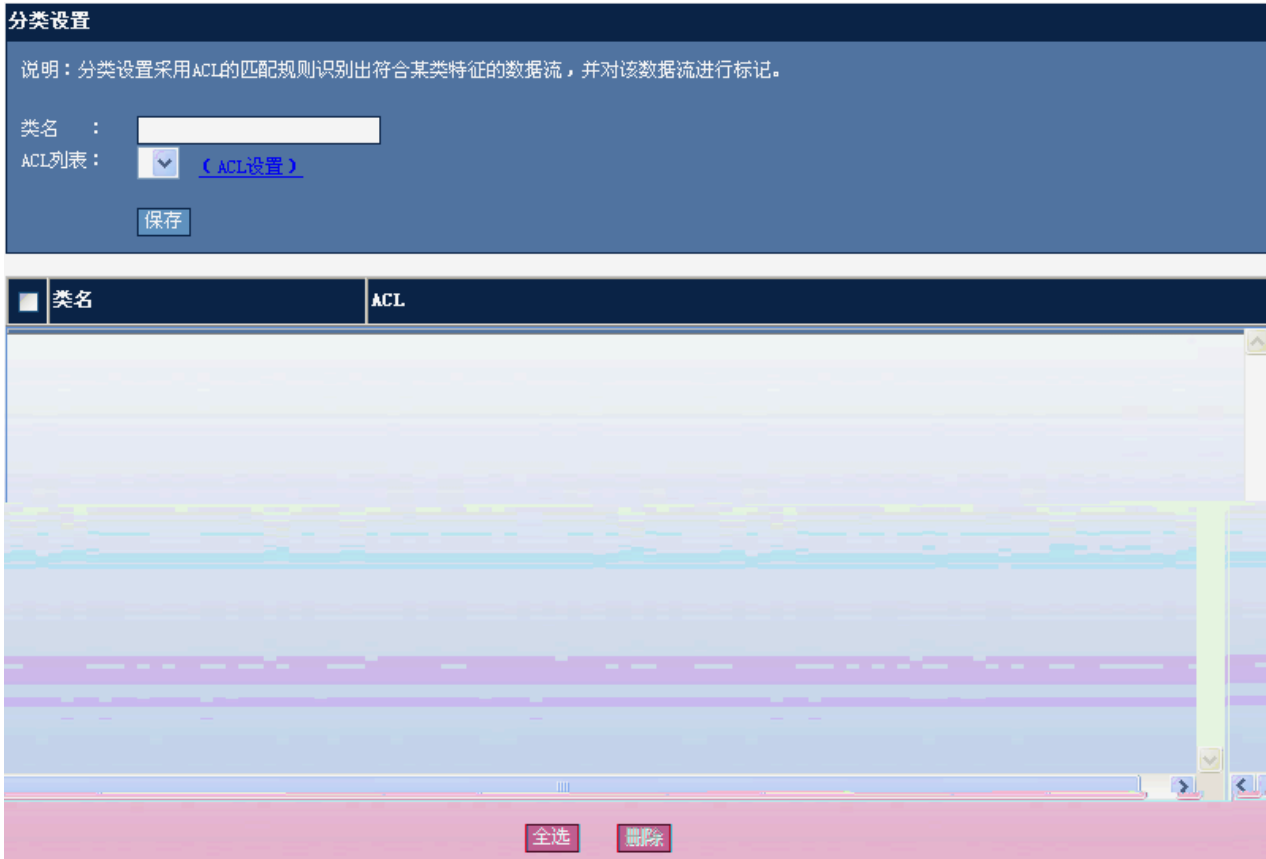 分类设置
说明：分类设置采用ACL的匹配规则识别出符合某类特征的数据流，并对该数据流进行标记。
类名 ：
ACL列表： （ACL设置）
保存
类名 ACL
全选 删除